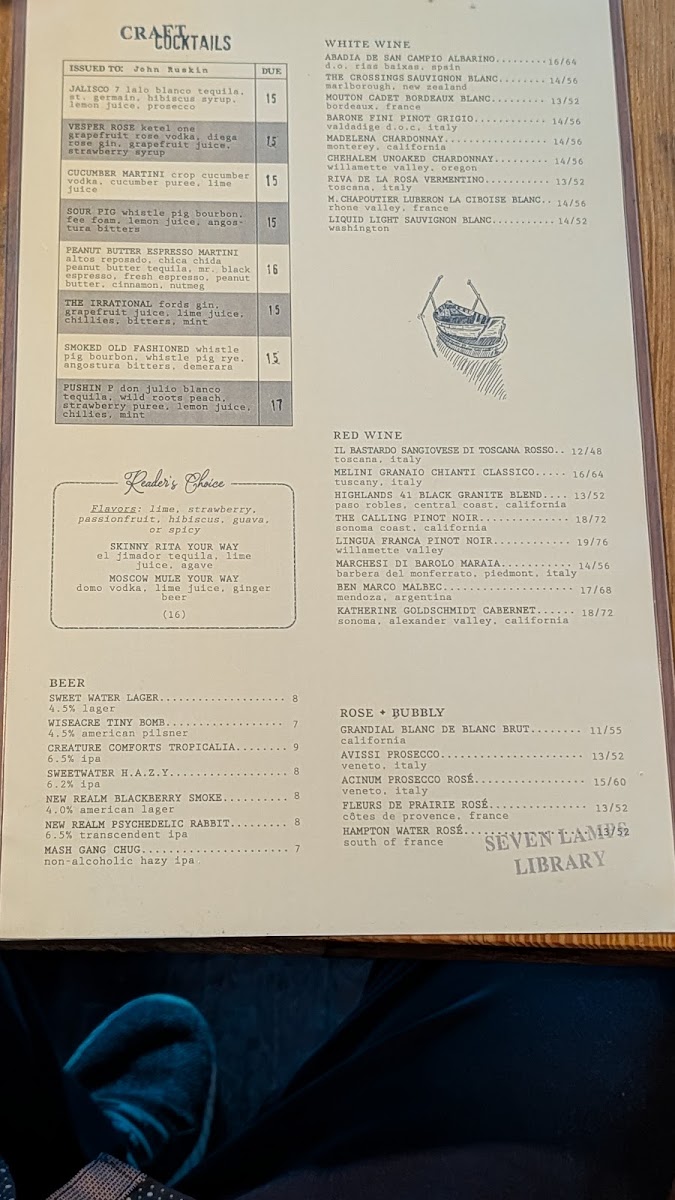 CRAFT
COCKTAILS
ISSUED TO: John Ruskin DUE
JALISCO 7 lalo blanco tequila,
st. germain, hibiscus syrup,
lemon juice, prosecco
15
VESPER ROSE ketel one
grapefruit rose vodka, diega
rose gin, grapefruit juice,
strawberry syrup
15
CUCUMBER MARTINI crop cucumber
vodka, cucumber puree, lime
juice
15
SOUR PIG whistle pig bourbon,
fee foam, lemon juice, angos-
tura bitters
15
PEANUT BUTTER ESPRESSO MARTINI
altos reposado, chica chida
peanut butter tequila, mr. black
espresso, fresh espresso, peanut
butter, cinnamon, nutmeg
16
THE IRRATIONAL fords gin,
grapefruit juice, lime juice,
chillies, bitters, mint
15
SMOKED OLD FASHIONED whistle
pig bourbon, whistle pig rye,
angostura bitters, demerara
15
PUSHIN P don julio blanco
tequila, wild roots peach,
strawberry puree, lemon juice,
chilies, mint
17
Reader's Choice
Flavors: lime, strawberry,
passionfruit, hibiscus, guava,
or spicy
SKINNY RITA YOUR WAY
el jimador tequila, lime
juice, agave
MOSCOW MULE YOUR WAY
domo vodka, lime juice, ginger
beer
(16)
BEER
SWEET WATER LAGER.................... 8
4.5% lager
WISEACRE TINY BOMB................... 7
4.5% american pilsner
CREATURE COMFORTS TROPICALIA........ 9
6.5% ipa
SWEETWATER H.A.Z.Y................... 8
6.2% ipa
NEW REALM BLACKBERRY SMOKE.......... 8
4.0% american lager
NEW REALM PSYCHEDELIC RABBIT......... 8
6.5% transcendent ipa
MASH GANG CHUG....................... 7
non-alcoholic hazy ipa
WHITE WINE
ABADIA DE SAN CAMPIO ALBARINO.........16/64
d.o. rias baixas, spain
THE CROSSINGS SAUVIGNON BLANC........ 14/56
marlborough, new zealand
MOUTON CADET BORDEAUX BLANC.......... 13/52
bordeaux, france
BARONE FINI PINOT GRIGIO............. 14/56
valdadige d.o.c, italy
MADELENA CHARDONNAY.................. 14/56
monterey, california
CHEHALEM UNOAKED CHARDONNAY.......... 14/56
willamette valley, oregon
RIVA DE LA ROSA VERMENTINO........... 13/52
toscana, italy
M.CHAPOUTIER LUBERON LA CIBOISE BLANC.. 14/56
rhone valley, france
LIQUID LIGHT SAUVIGNON BLANC.......... 14/52
washington
RED WINE
IL BASTARDO SANGIOVESE DI TOSCANA ROSSO.. 12/48
toscana, italy
MELINI GRANAIO CHIANTI CLASSICO..... 16/64
tuscany, italy
HIGHLANDS 41 BLACK GRANITE BLEND.... 13/52
paso robles, central coast, california
THE CALLING PINOT NOIR.............. 18/72
sonoma coast, california
LINGUA FRANCA PINOT NOIR............ 19/76
willamette valley
MARCHESI DI BAROLO MARAIA........... 14/56
barbera del monferrato, piedmont, italy
BEN MARCO MALBEC.................... 17/68
mendoza, argentina
KATHERINE GOLDSCHMIDT CABERNET...... 18/72
sonoma, alexander valley, california
ROSE + BUBBLY
GRANDIAL BLANC DE BLANC BRUT........ 11/55
california
AVISSI PROSECCO..................... 13/52
veneto, italy
ACINUM PROSECCO ROSÉ................ 15/60
veneto, italy
FLEURS DE PRAIRIE ROSÉ.............. 13/52
côtes de provence, france
HAMPTON WATER ROSÉ.................. 13/52
south of france
SEVEN LAMPS
LIBRARY